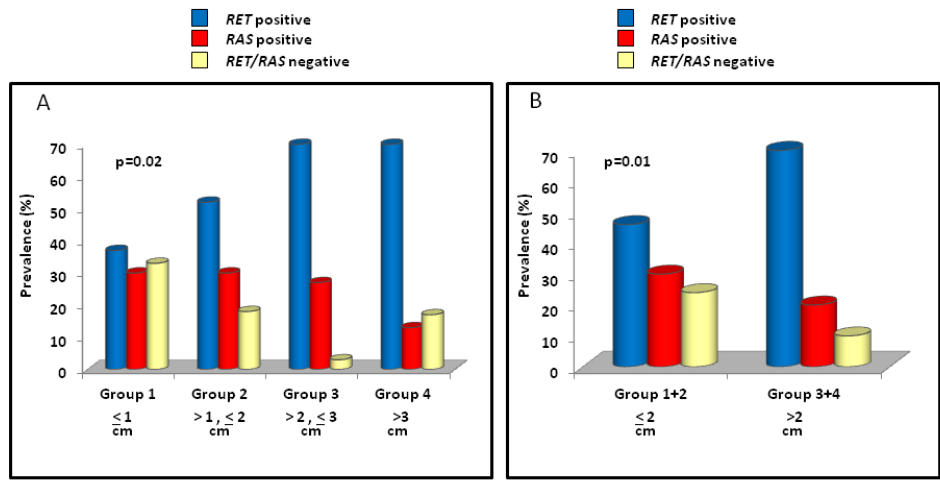 RET positive
RAS positive
RET/RAS negative
RET positive
RAS positive
RET/RAS negative
A
p=0.02
Prevalence (%)
70
60
50
40
30
20
10
0
Group 1
Group 2
Group 3
Group 4
≤ 1
> 1 , ≤ 2
> 2 , ≤ 3
>3
cm
cm
cm
cm
B
p=0.01
Prevalence (%)
70
60
50
40
30
20
10
0
Group 1+2
Group 3+4
≤ 2
>2
cm
cm